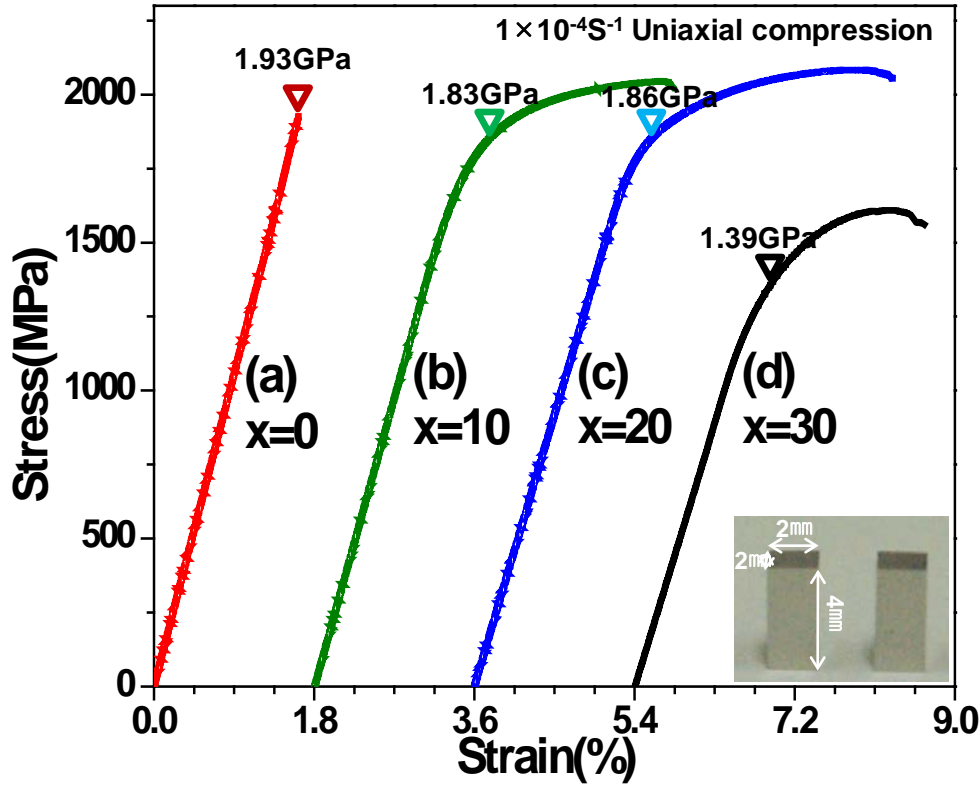 1×10-4S-1 Uniaxial compression
1.93GPa
1.83GPa
1.86GPa
1.39GPa
2000
1500
1000
500
0
Stress(MPa)
(a)
x=0
(b)
x=10
(c)
x=20
(d)
x=30
2mm
2mm
4mm
0.0 1.8 3.6 5.4 7.2 9.0
Strain(%)